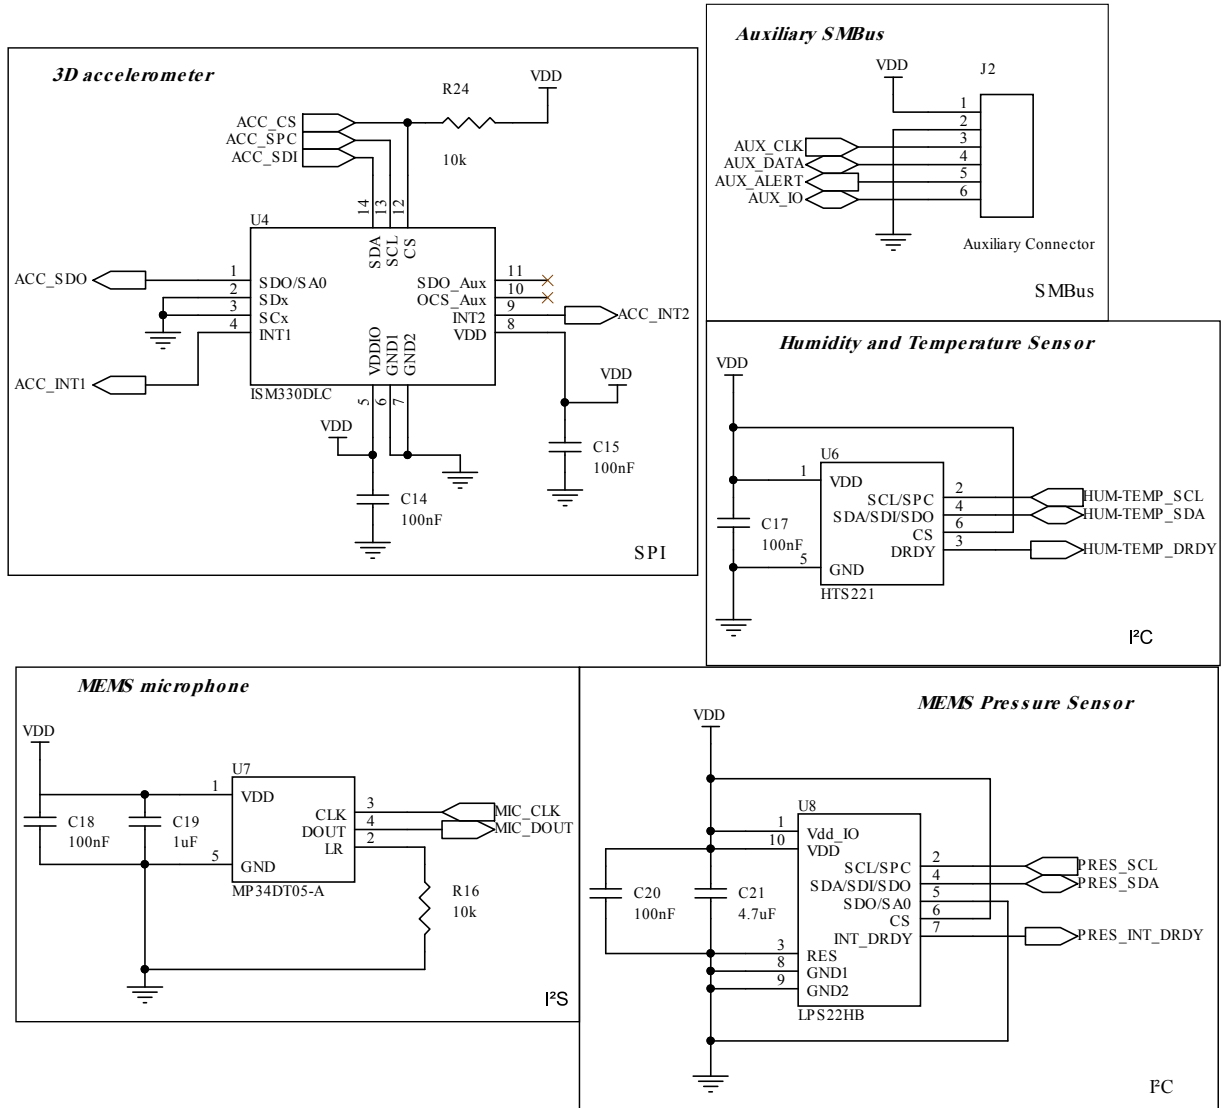 3D accelerometer
VDD
R24
10k
ACC_CS
ACC_SPC
ACC_SDI
14
13
12
U4
SDA
SCL
CS
ACC_SDO
1
SDO/SA0
2
SDx
3
SCx
4
INT1
ACC_INT1
SDO_Aux
11
OCS_Aux
10
INT2
9
ACC_INT2
VDD
8
VDDIO
GND1
GND2
ISM330DLC
5
6
7
VDD
VDD
C15
100nF
C14
100nF
SPI
Auxiliary SMBus
VDD
J2
1
2
AUX_CLK
3
AUX_DATA
4
AUX_ALERT
5
AUX_IO
6
Auxiliary Connector
SMBus
Humidity and Temperature Sensor
VDD
U6
1
VDD
SCL/SPC
2
HUM-TEMP_SCL
SDA/SDI/SDO
4
HUM-TEMP_SDA
CS
6
DRDY
3
HUM-TEMP_DRDY
C17
100nF
5
GND
HTS221
I²C
MEMS microphone
VDD
U7
1
VDD
CLK
3
MIC_CLK
DOUT
4
MIC_DOUT
LR
2
C18
100nF
C19
1uF
5
GND
MP34DT05-A
R16
10k
I²S
MEMS Pressure Sensor
VDD
U8
1
Vdd_IO
10
VDD
SCL/SPC
2
PRES_SCL
SDA/SDI/SDO
4
PRES_SDA
SDO/SA0
5
CS
6
INT_DRDY
7
PRES_INT_DRDY
C20
100nF
C21
4.7uF
3
RES
8
GND1
9
GND2
LPS22HB
I²C